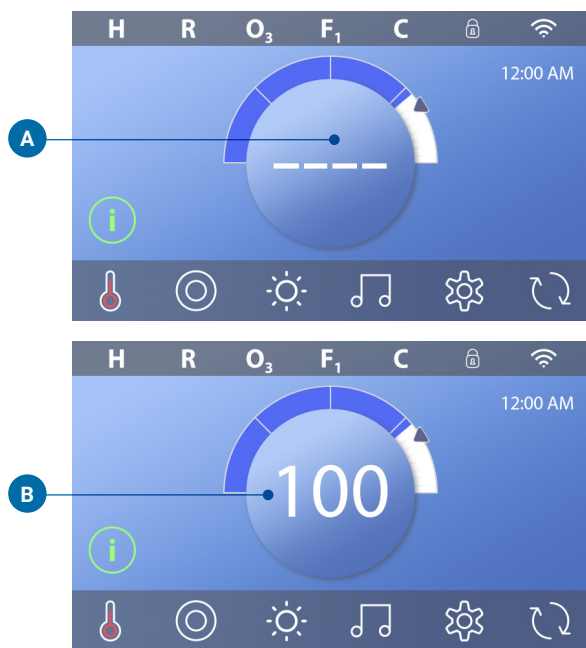 H R O₃ F₁ C
12:00 AM
A
– – – –
i
H R O₃ F₁ C
12:00 AM
B
100
i